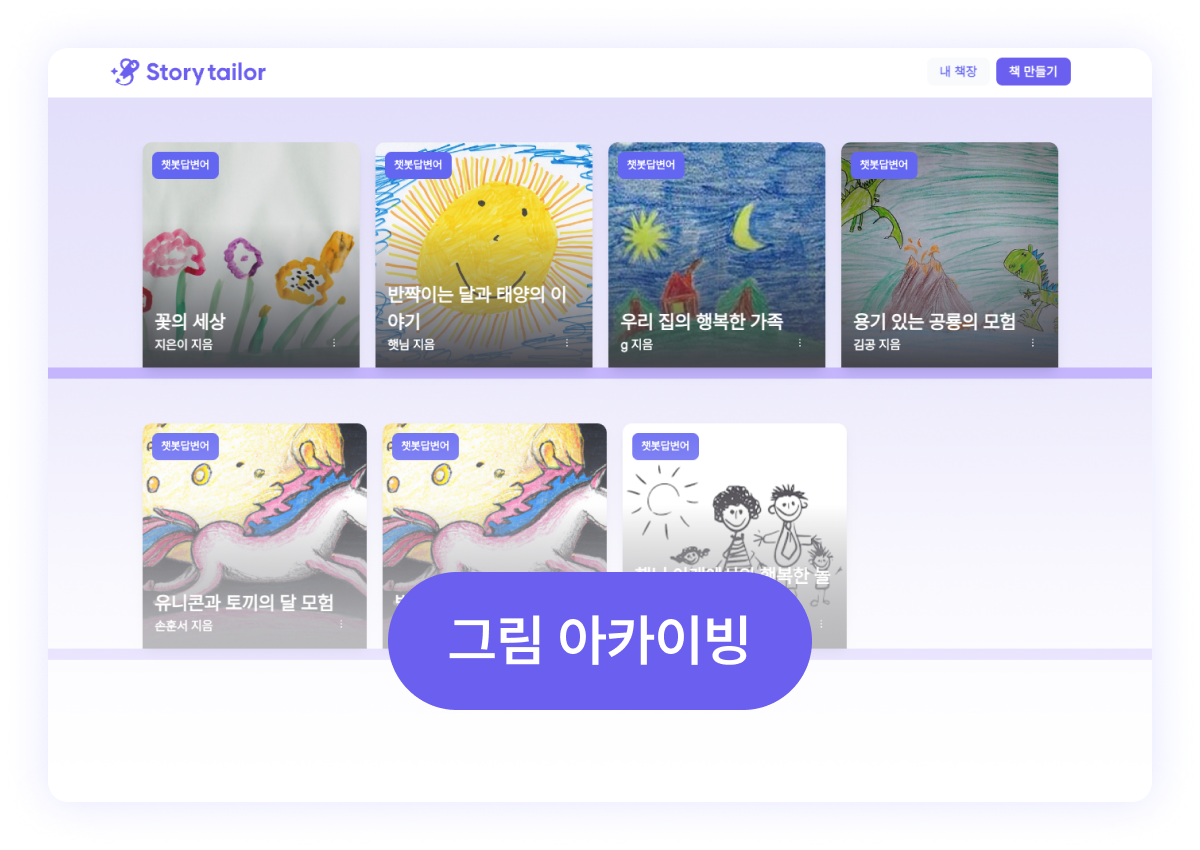 Story tailor
내 책장
책 만들기
챗봇답변어
챗봇답변어
챗봇답변어
챗봇답변어
꽃의 세상
지은이 지음
반짝이는 달과 태양의 이
야기
햇님 지음
우리 집의 행복한 가족
g 지음
용기 있는 공룡의 모험
김공 지음
챗봇답변어
챗봇답변어
챗봇답변어
유니콘과 토끼의 달 모험
손훈서 지음
행복한 돌
그림 아카이빙